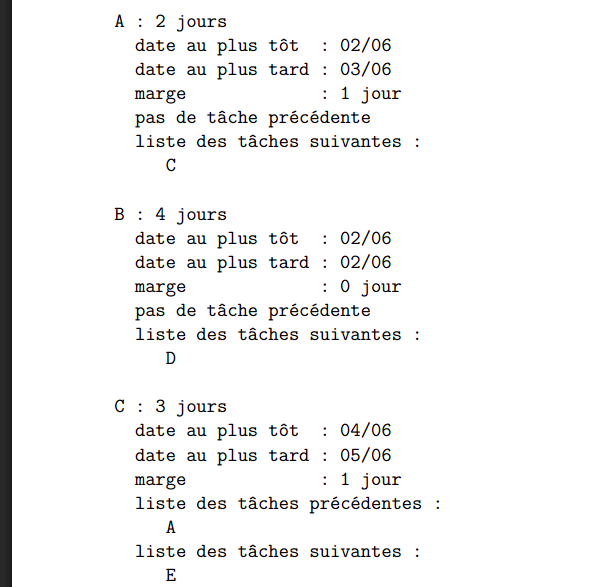 A : 2 jours
date au plus tôt : 02/06
date au plus tard : 03/06
marge : 1 jour
pas de tâche précédente
liste des tâches suivantes :
C
B : 4 jours
date au plus tôt : 02/06
date au plus tard : 02/06
marge : 0 jour
pas de tâche précédente
liste des tâches suivantes :
D
C : 3 jours
date au plus tôt : 04/06
date au plus tard : 05/06
marge : 1 jour
liste des tâches précédentes :
A
liste des tâches suivantes :
E